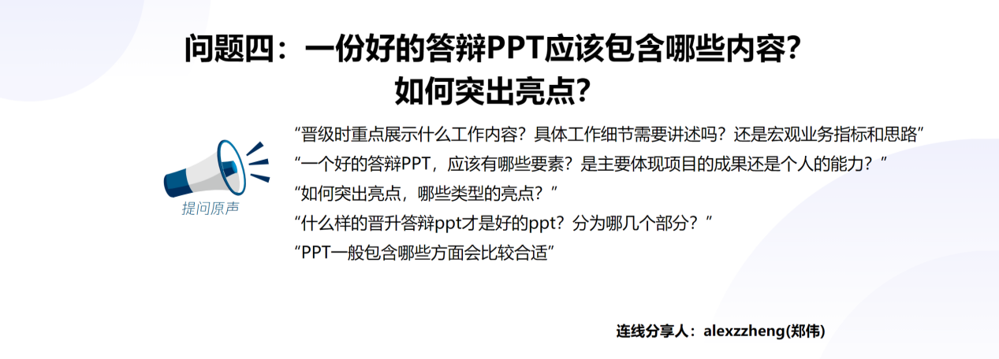 问题四：一份好的答辩PPT应该包含哪些内容？
如何突出亮点？
“晋级时重点展示什么工作内容？具体工作细节需要讲述吗？还是宏观业务指标和思路”
“一个好的答辩PPT，应该有哪些要素？是主要体现项目的成果还是个人的能力？”
“如何突出亮点，哪些类型的亮点？”
“什么样的晋升答辩ppt才是好的ppt？分为哪几个部分？”
“PPT一般包含哪些方面会比较合适”
提问原声
连线分享人：alexzzheng(郑伟)